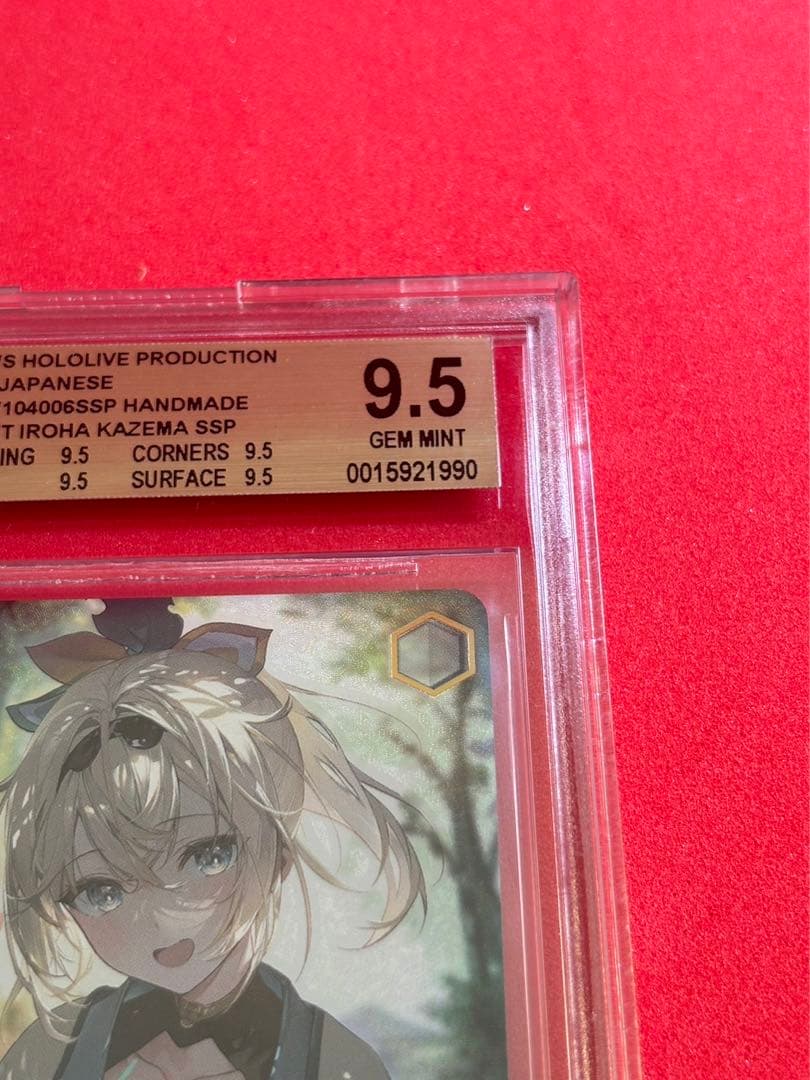 S HOLOLIVE PRODUCTION
JAPANESE
104006SSP HANDMADE
T IROHA KAZEMA SSP
ING 9.5 CORNERS 9.5
9.5 SURFACE 9.5
9.5
GEM MINT
0015921990